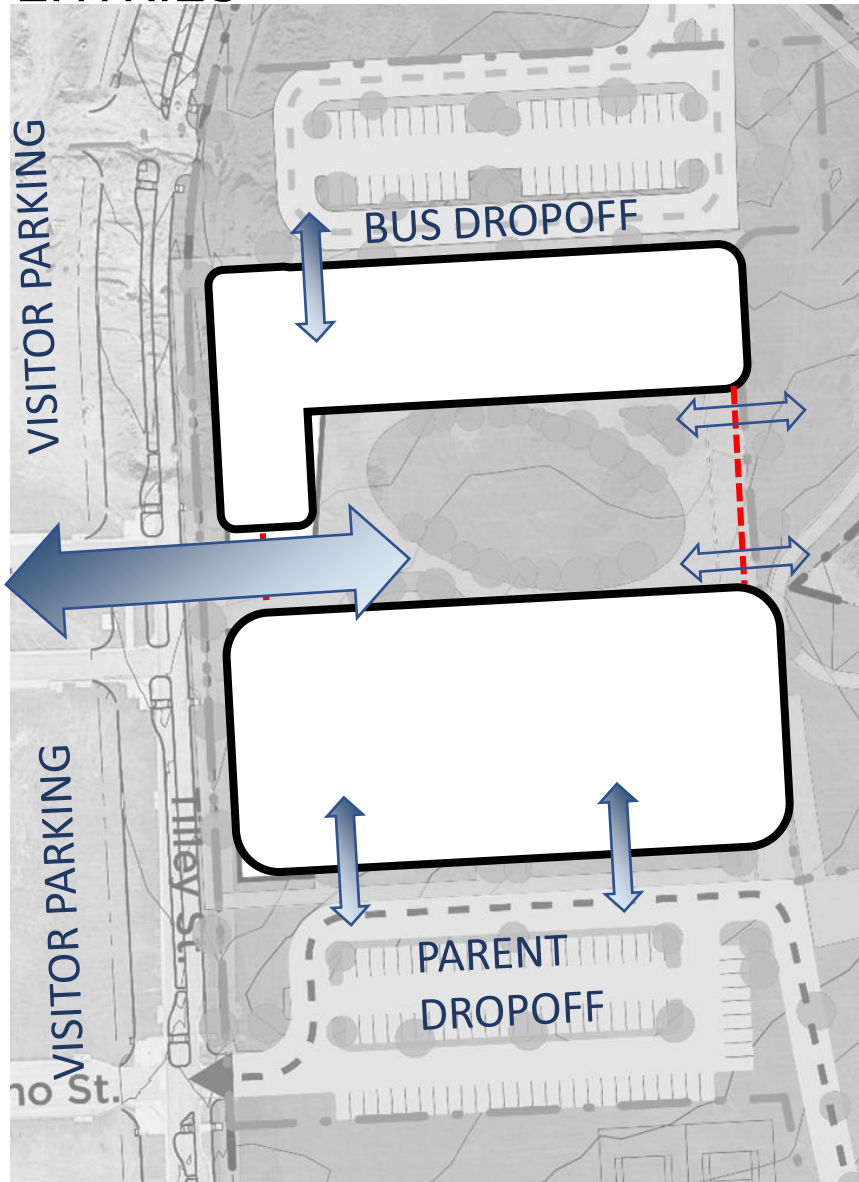 VISITOR PARKING
BUS DROPOFF
VISITOR PARKING
Tilley St.
PARENT
DROPOFF
no St.